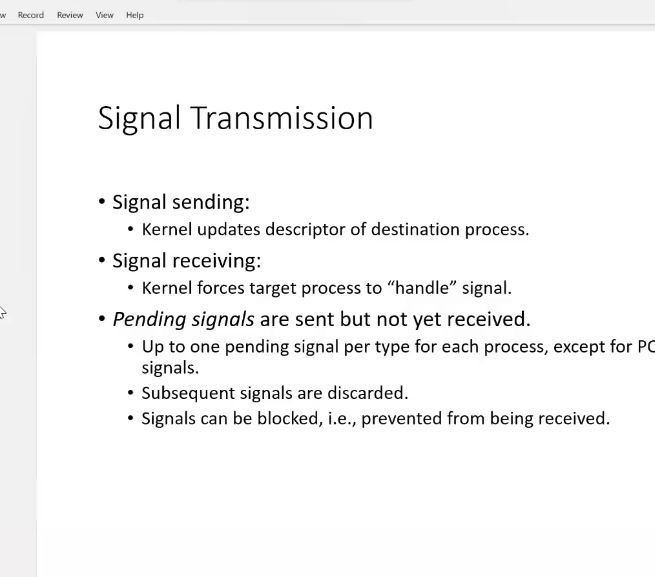 Record Review View Help
Signal Transmission
• Signal sending:
• Kernel updates descriptor of destination process.
• Signal receiving:
• Kernel forces target process to “handle” signal.
• Pending signals are sent but not yet received.
• Up to one pending signal per type for each process, except for
signals.
• Subsequent signals are discarded.
• Signals can be blocked, i.e., prevented from being received.